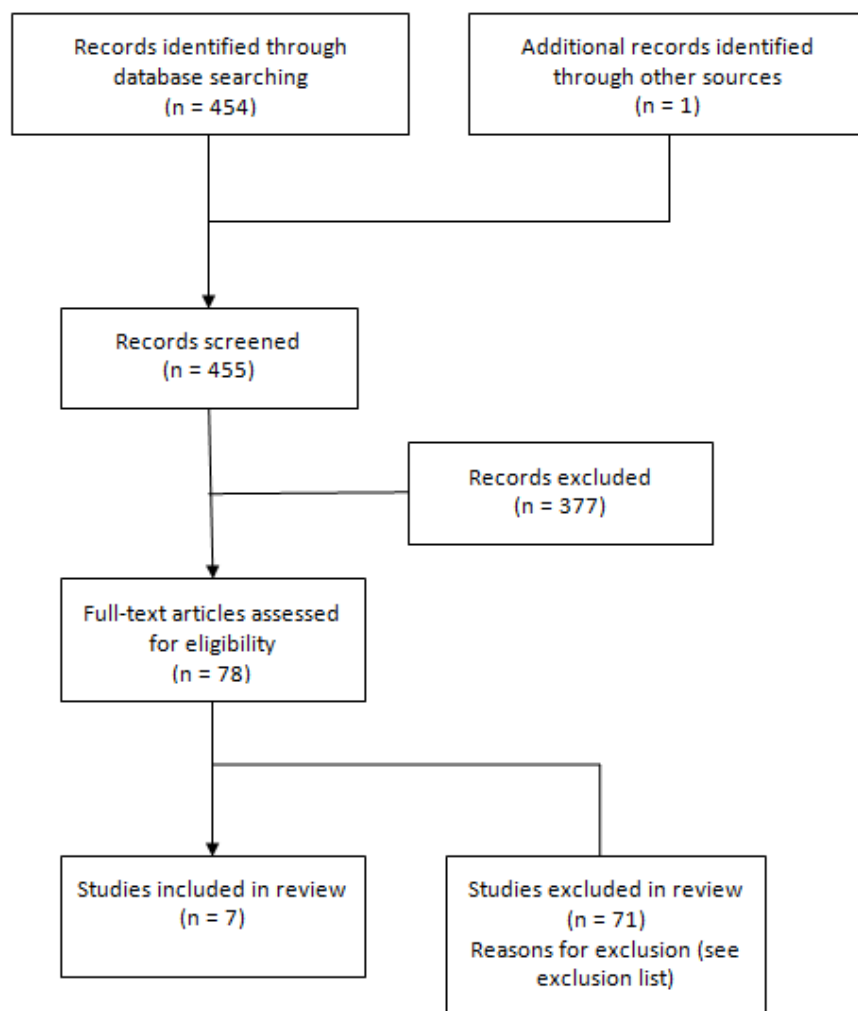 Records identified through
database searching
(n = 454)
Additional records identified
through other sources
(n = 1)
Records screened
(n = 455)
Records excluded
(n = 377)
Full-text articles assessed
for eligibility
(n = 78)
Studies included in review
(n = 7)
Studies excluded in review
(n = 71)
Reasons for exclusion (see
exclusion list)